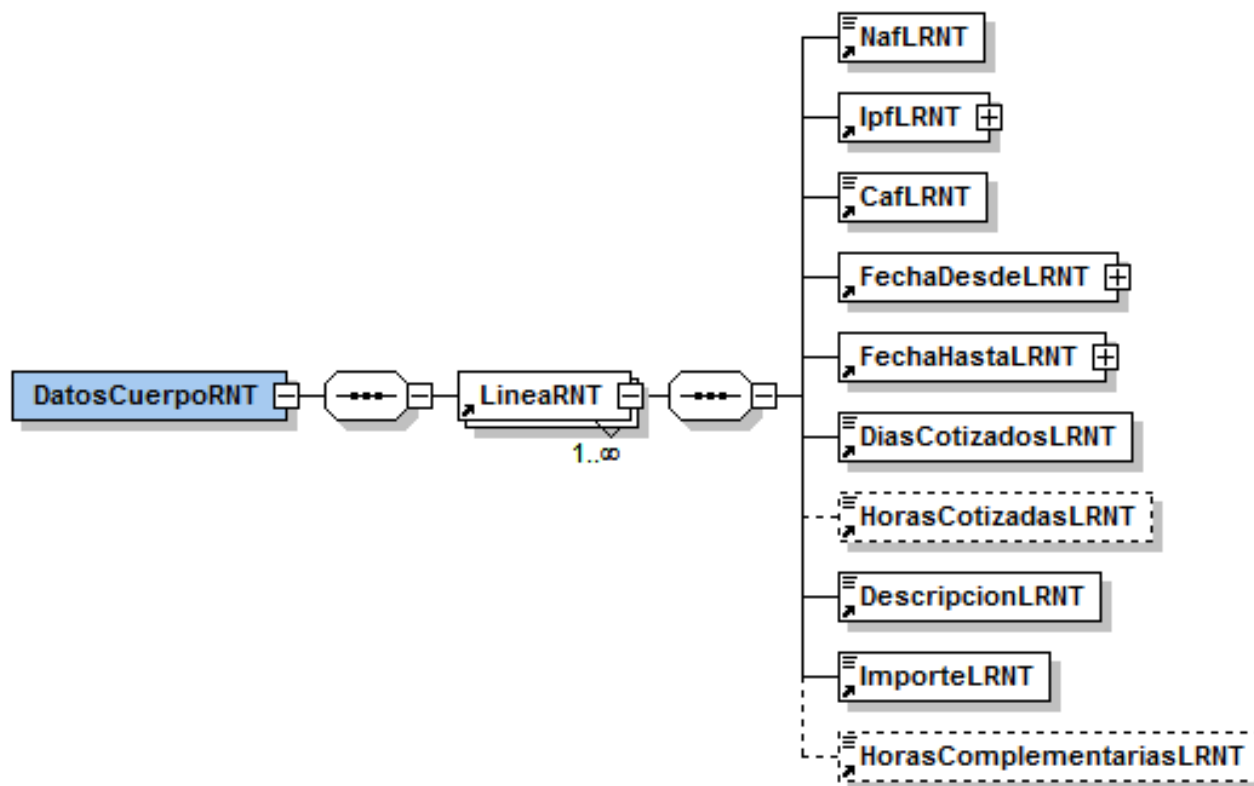 NafLRNT
IpfLRNT
CafLRNT
FechaDesdeLRNT
FechaHastaLRNT
DatosCuerpoRNT
LineaRNT
1..∞
DiasCotizadosLRNT
HorasCotizadasLRNT
DescripcionLRNT
ImporteLRNT
HorasComplementariasLRNT